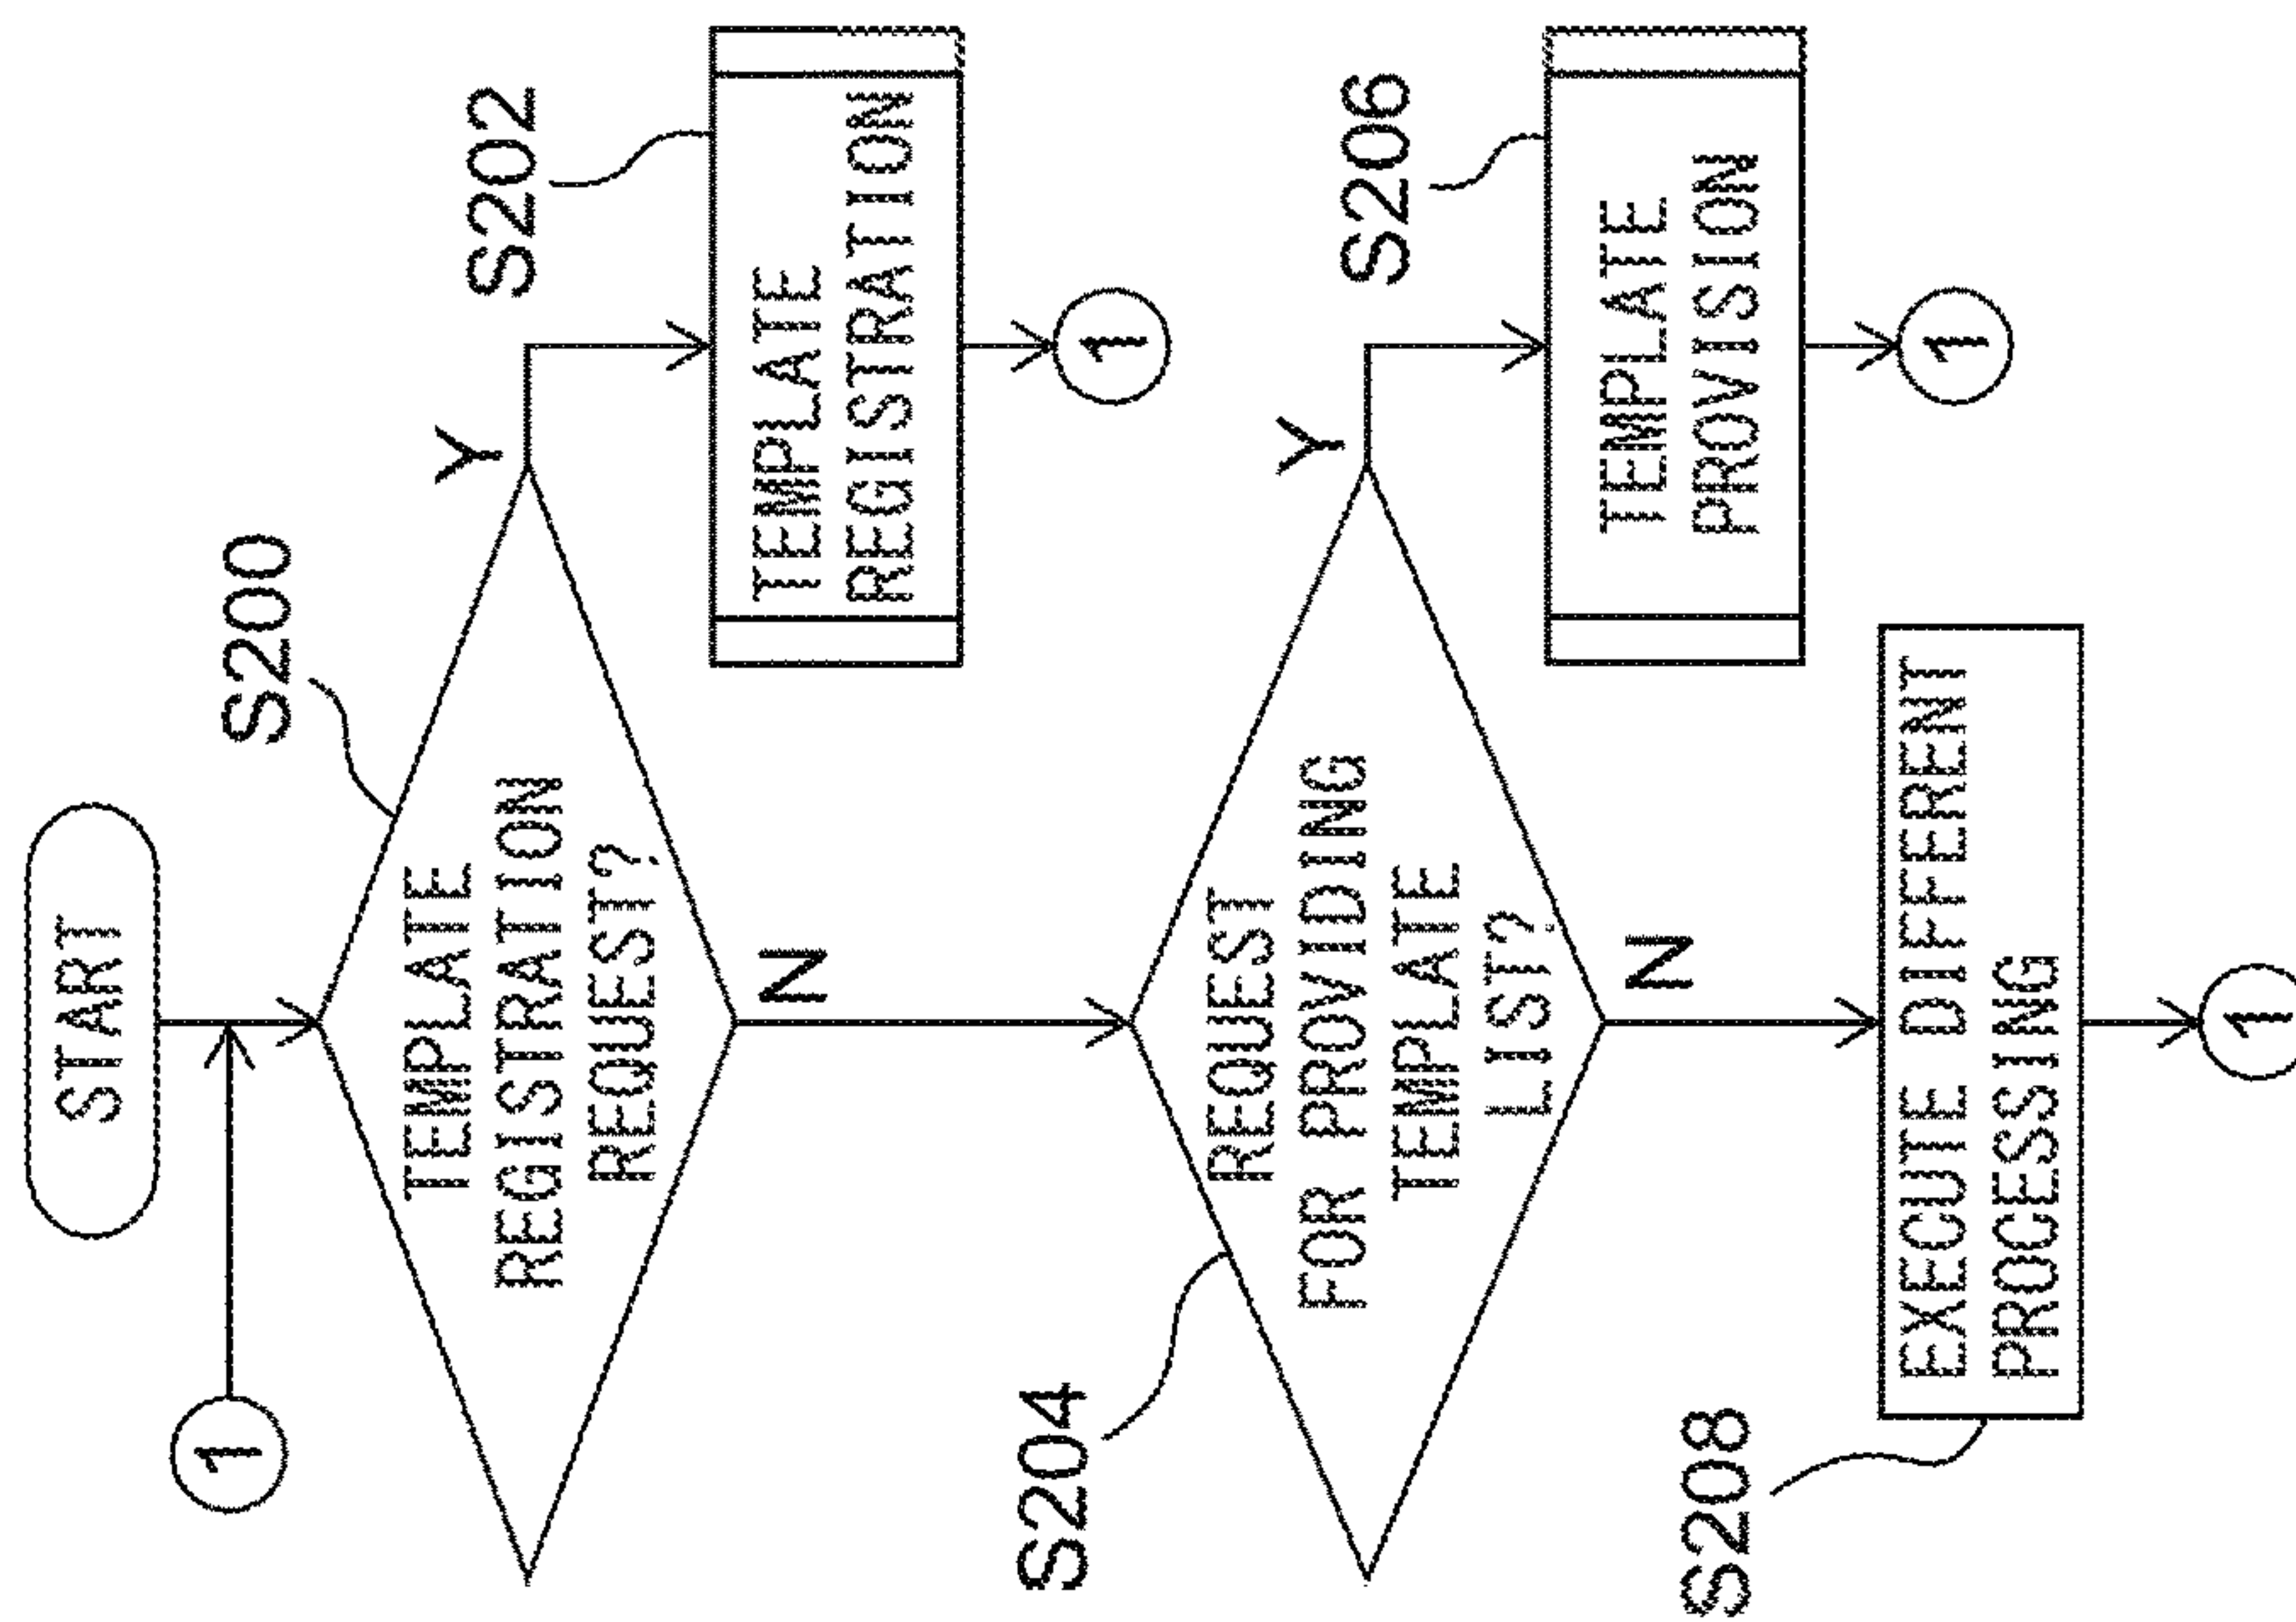 START
1
S200
TEMPLATE
REGISTRATION
REQUEST?
Y
S202
TEMPLATE
REGISTRATION
1
N
S204
REQUEST
FOR PROVIDING
TEMPLATE
LIST?
Y
S206
TEMPLATE
PROVISION
1
N
S208
EXECUTE DIFFERENT
PROCESSING
1